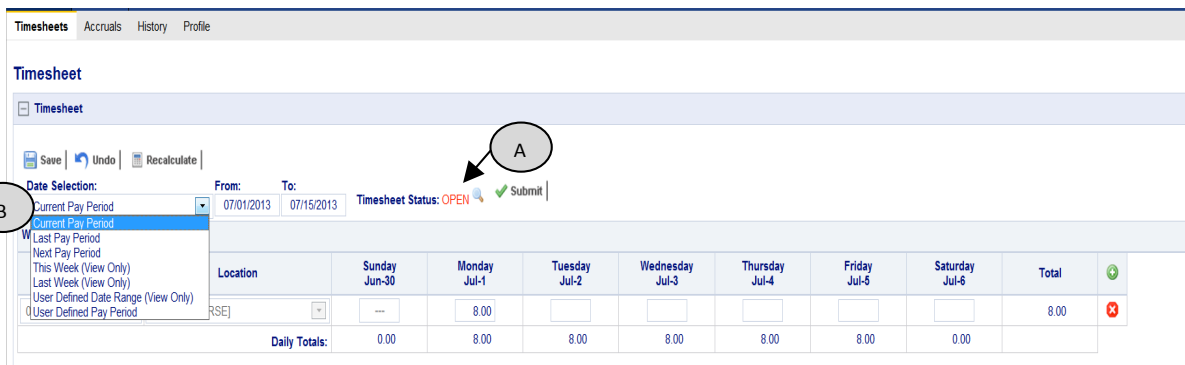 Timesheets Accruals History Profile
Timesheet
Timesheet
A
Save Undo Recalculate
Submit
Date Selection: From: To:
Timesheet Status: OPEN
B
Current Pay Period 07/01/2013 07/15/2013
Current Pay Period
W
Last Pay Period
Next Pay Period
This Week (View Only)
Last Week (View Only)
User Defined Date Range (View Only)
User Defined Pay Period
Location Sunday Monday Tuesday Wednesday Thursday Friday Saturday Total
Jun-30 Jul-1 Jul-2 Jul-3 Jul-4 Jul-5 Jul-6
0 RSE] --- 8.00 8.00
Daily Totals: 0.00 8.00 8.00 8.00 8.00 8.00 0.00